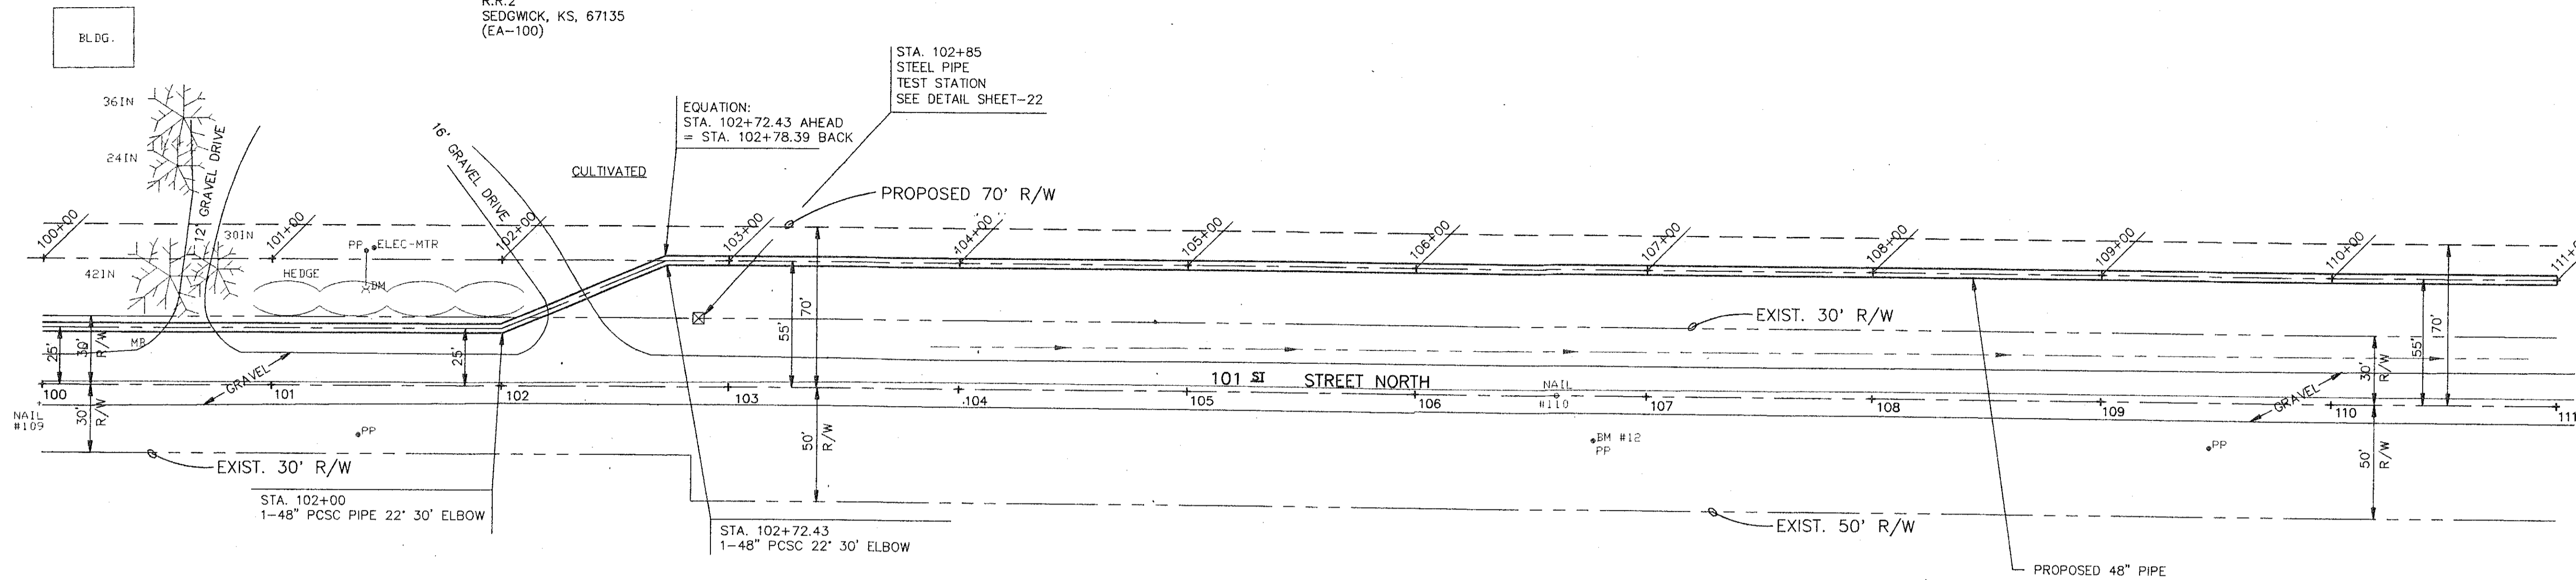 R.R.2
SEDGWICK, KS, 67135
(EA-100)
BLDG.
STA. 102+85
STEEL PIPE
TEST STATION
SEE DETAIL SHEET-22
EQUATION:
STA. 102+72.43 AHEAD
= STA. 102+78.39 BACK
36IN
24IN
12' GRAVEL DRIVE
16' GRAVEL DRIVE
CULTIVATED
PROPOSED 70' R/W
100+00
101+00
102+00
103+00
104+00
105+00
106+00
107+00
108+00
109+00
110+00
30IN
PP
ELEC-MTR
42IN
HEDGE
BM
MB
25'
30'
R/W
25'
55'
70'
EXIST. 30' R/W
55'
70'
30'
R/W
GRAVEL
101 ST STREET NORTH
NAIL
#110
GRAVEL
100
101
102
103
104
105
106
107
108
109
110
111
NAIL
#109
30'
R/W
PP
50'
R/W
BM #12
PP
PP
50'
R/W
EXIST. 30' R/W
STA. 102+00
1-48" PCSC PIPE 22° 30' ELBOW
STA. 102+72.43
1-48" PCSC 22° 30' ELBOW
EXIST. 50' R/W
PROPOSED 48" PIPE